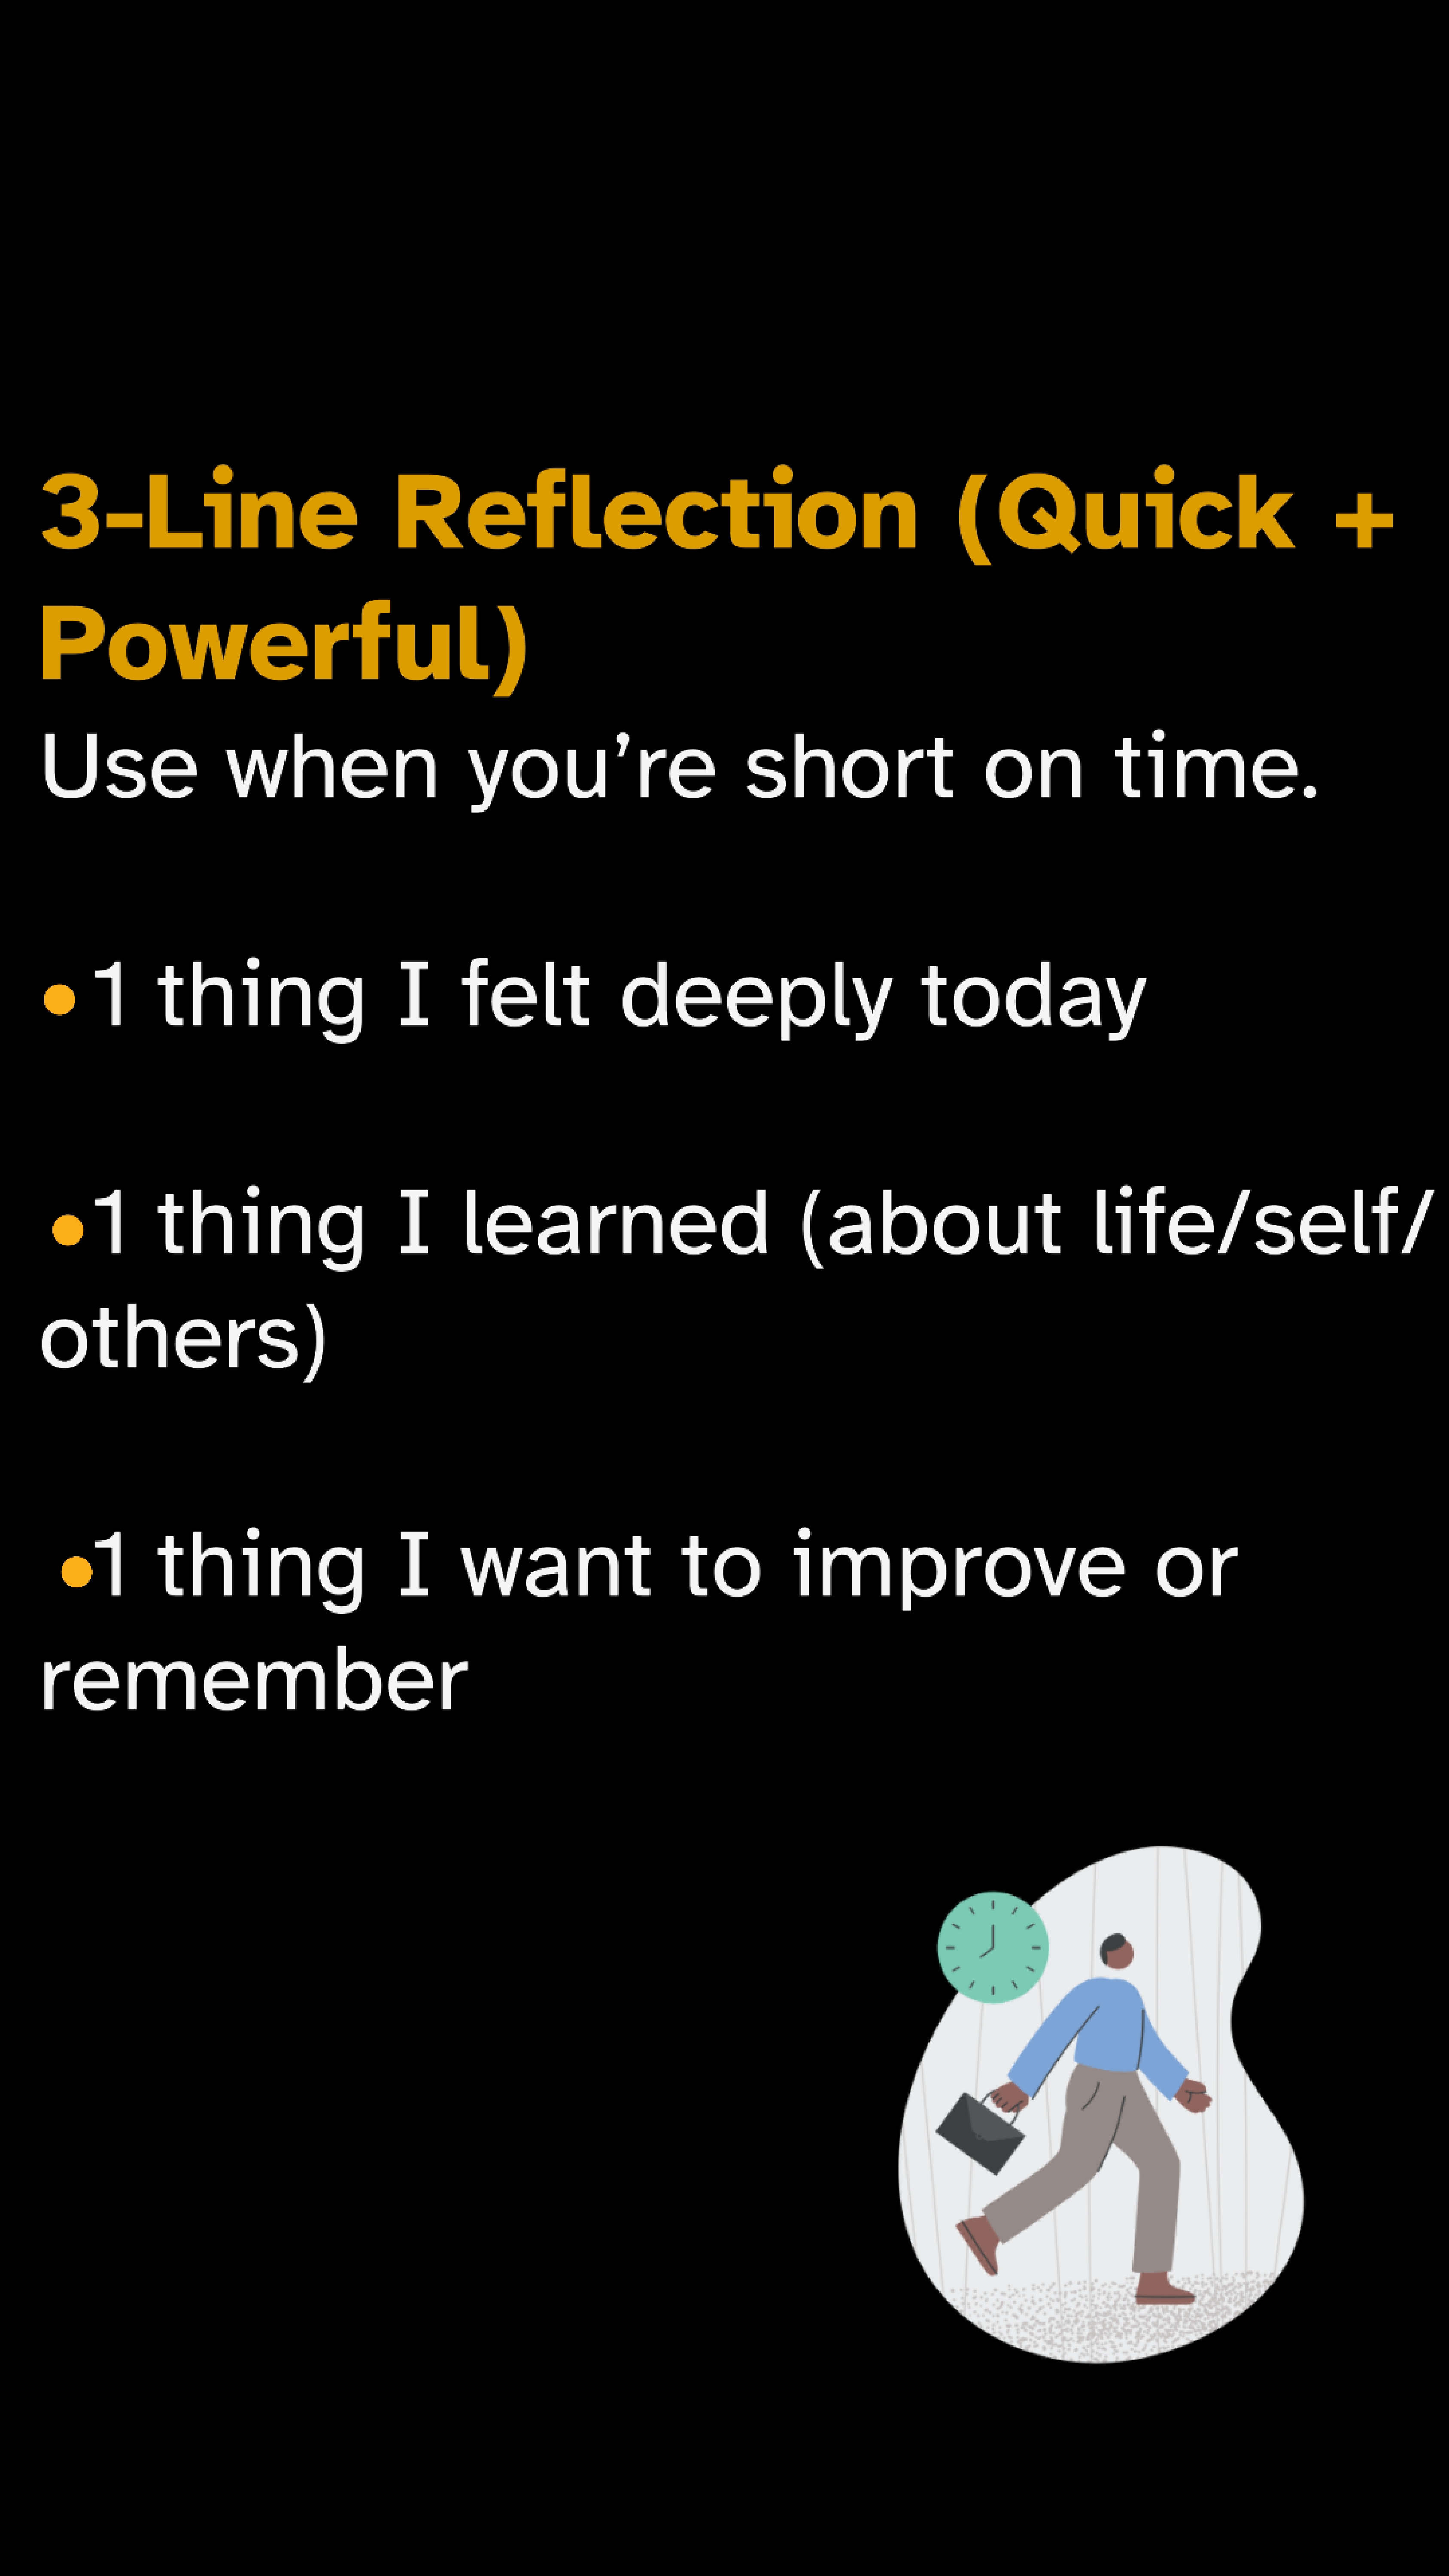 3-Line Reflection (Quick +
Powerful)
Use when you’re short on time.
•1 thing I felt deeply today
•1 thing I learned (about life/self/
others)
•1 thing I want to improve or
remember